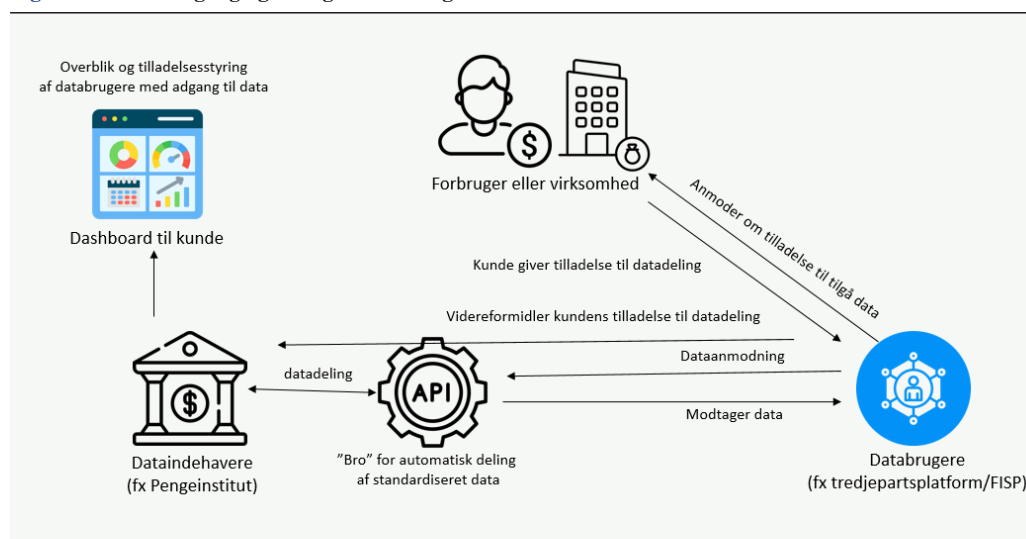 Overblik og tilladelsesstyring
af databrugere med adgang til data
Dashboard til kunde
$
Forbruger eller virksomhed
Anmoder om tilladelse til tilgå data
Kunde giver tilladelse til datadeling
Videreformidler kundens tilladelse til datadeling
Dataanmodning
datadeling
API
$
Modtager data
Dataindehavere
(fx Pengeinstitut)
”Bro” for automatisk deling
af standardiseret data
Databrugere
(fx tredjepartsplatform/FISP)